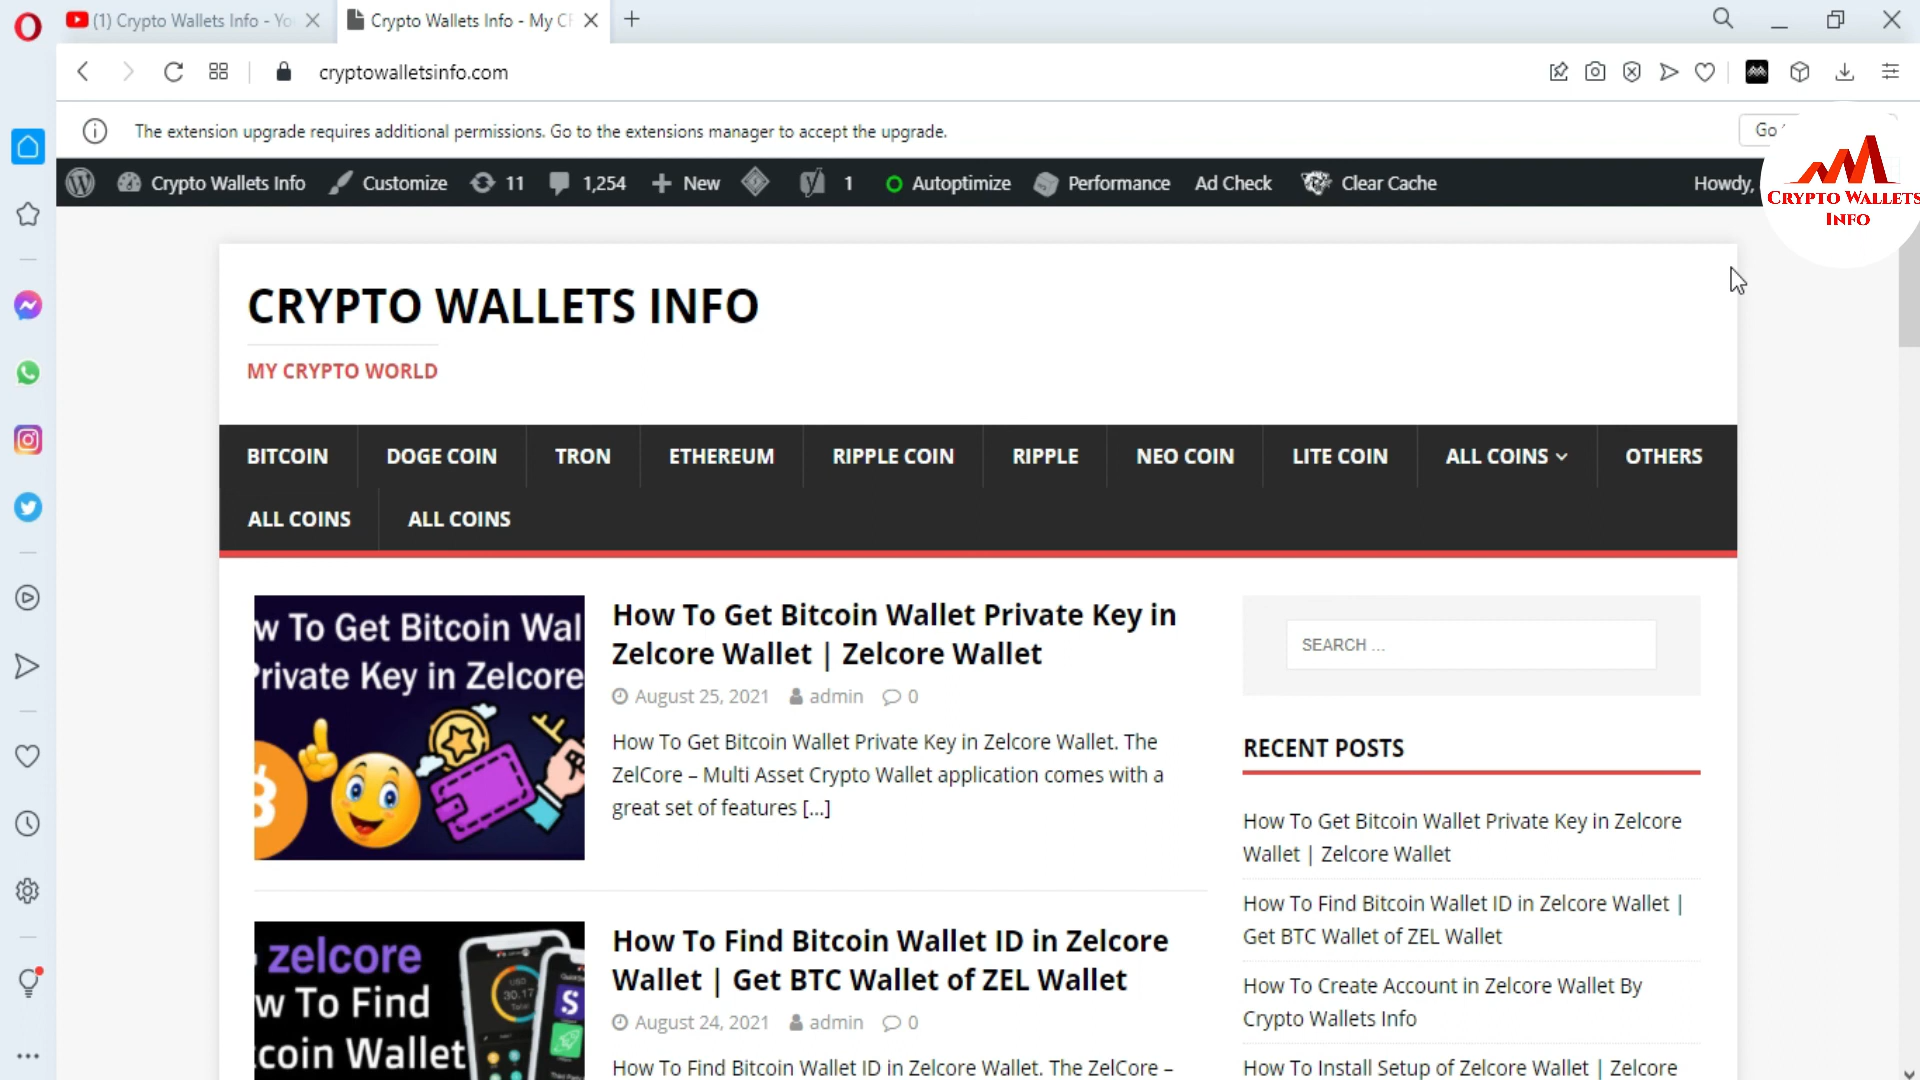 (1) Crypto Wallets Info - Yo
Crypto Wallets Info - My C
cryptowalletsinfo.com
The extension upgrade requires additional permissions. Go to the extensions manager to accept the upgrade.
Go
Crypto Wallets Info
Customize
11
1,254
New
1
Autoptimize
Performance
Ad Check
Clear Cache
Howdy,
CRYPTO WALLETS
INFO
CRYPTO WALLETS INFO
MY CRYPTO WORLD
BITCOIN
DOGE COIN
TRON
ETHEREUM
RIPPLE COIN
RIPPLE
NEO COIN
LITE COIN
ALL COINS
OTHERS
ALL COINS
ALL COINS
w To Get Bitcoin Wal
Private Key in Zelcore
How To Get Bitcoin Wallet Private Key in
Zelcore Wallet | Zelcore Wallet
August 25, 2021 admin 0
How To Get Bitcoin Wallet Private Key in Zelcore Wallet. The
ZelCore – Multi Asset Crypto Wallet application comes with a
great set of features [...]
zelcore
w To Find
coin Wallet
USD
30.17
Total
How To Find Bitcoin Wallet ID in Zelcore
Wallet | Get BTC Wallet of ZEL Wallet
August 24, 2021 admin 0
How To Find Bitcoin Wallet ID in Zelcore Wallet. The ZelCore –
SEARCH ...
RECENT POSTS
How To Get Bitcoin Wallet Private Key in Zelcore
Wallet | Zelcore Wallet
How To Find Bitcoin Wallet ID in Zelcore Wallet |
Get BTC Wallet of ZEL Wallet
How To Create Account in Zelcore Wallet By
Crypto Wallets Info
How To Install Setup of Zelcore Wallet | Zelcore